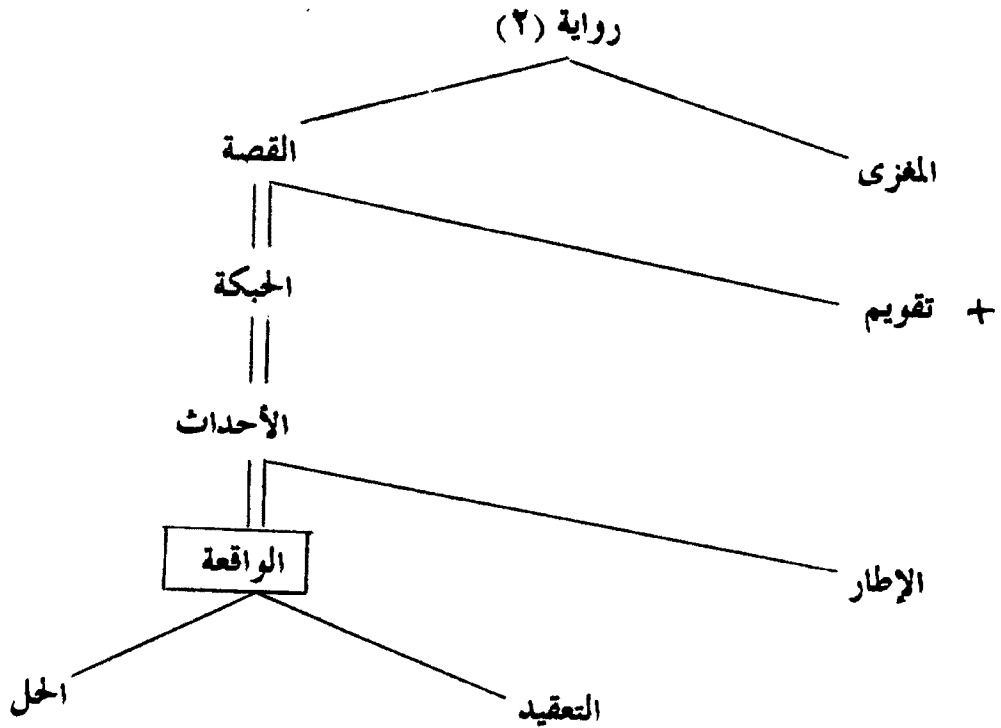 رواية (٢)
القصة
المغزى
الحبكة
+ تقويم
الأحداث
الواقعة
الإطار
التعقيد
الحل